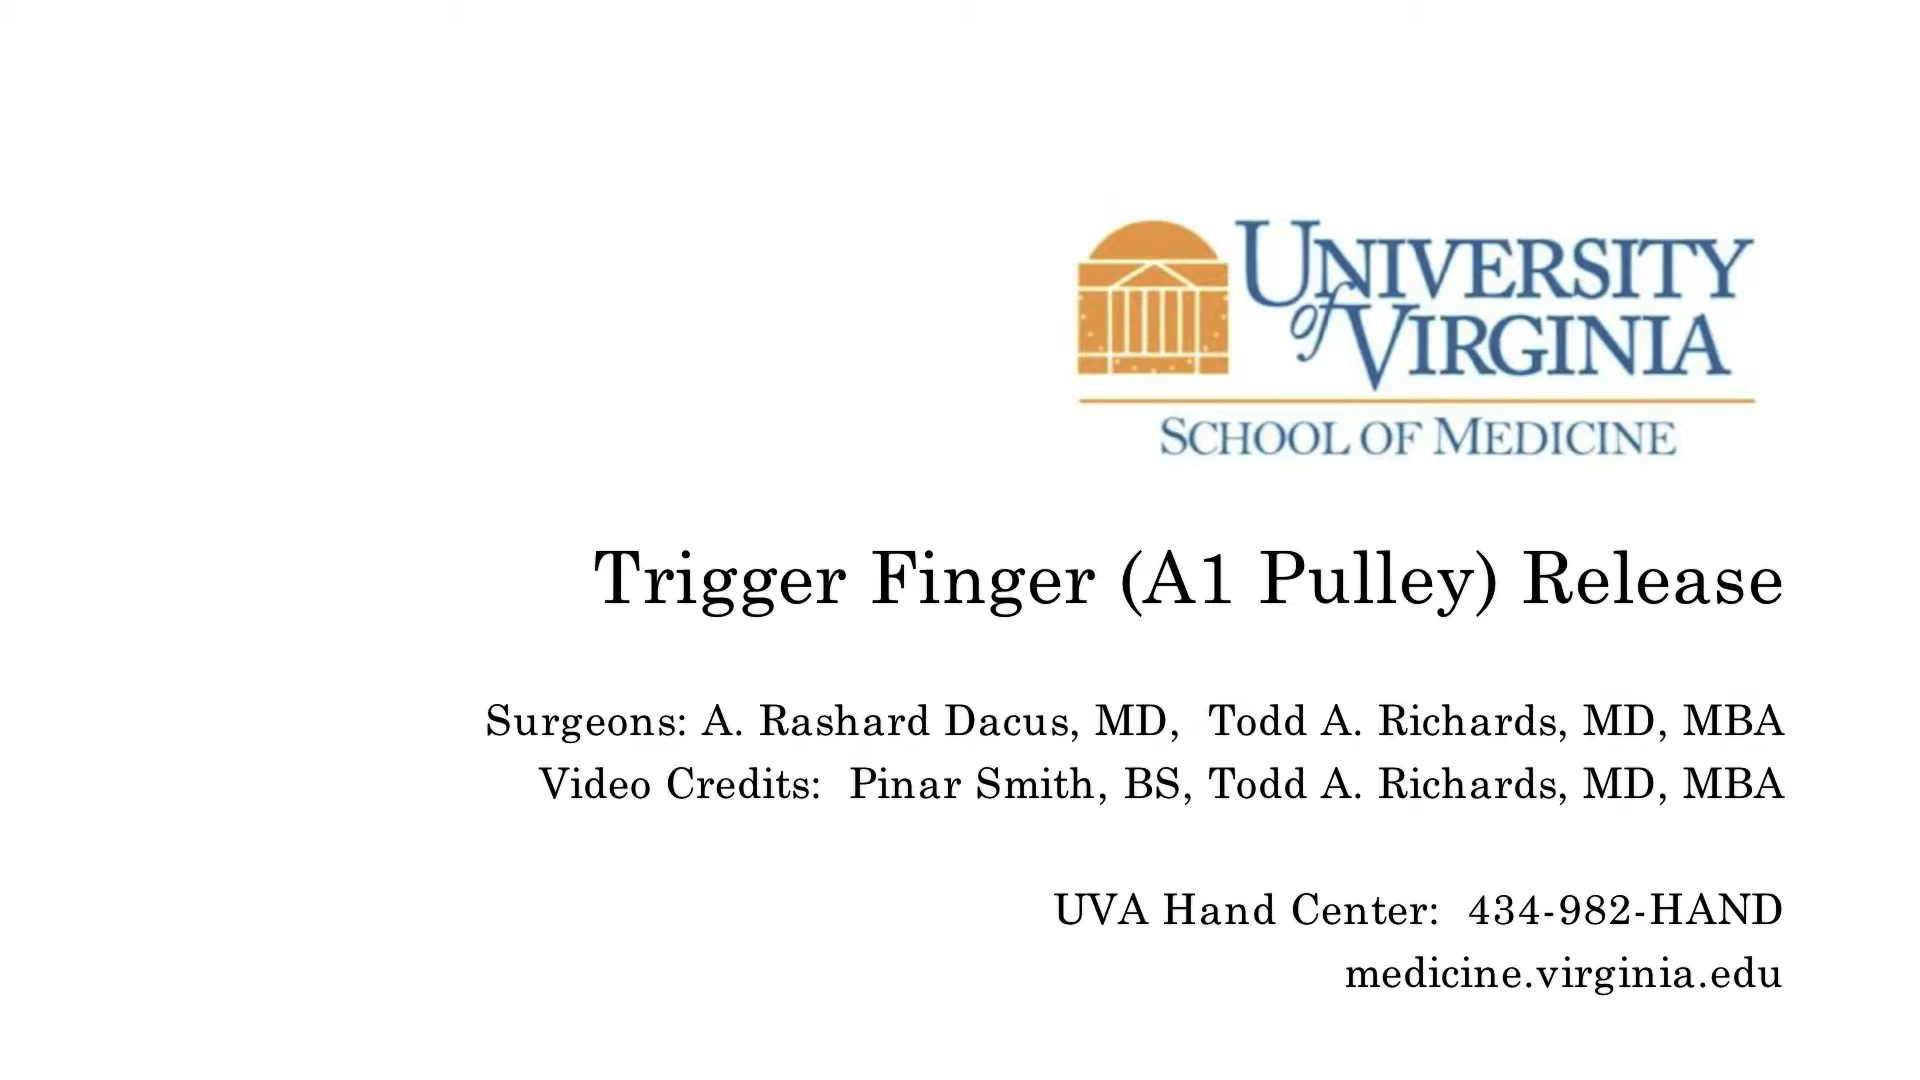 UNIVERSITY
of VIRGINIA
SCHOOL OF MEDICINE
Trigger Finger (A1 Pulley) Release
Surgeons: A. Rashard Dacus, MD,  Todd A. Richards, MD, MBA
Video Credits:  Pinar Smith, BS, Todd A. Richards, MD, MBA
UVA Hand Center:  434-982-HAND
medicine.virginia.edu